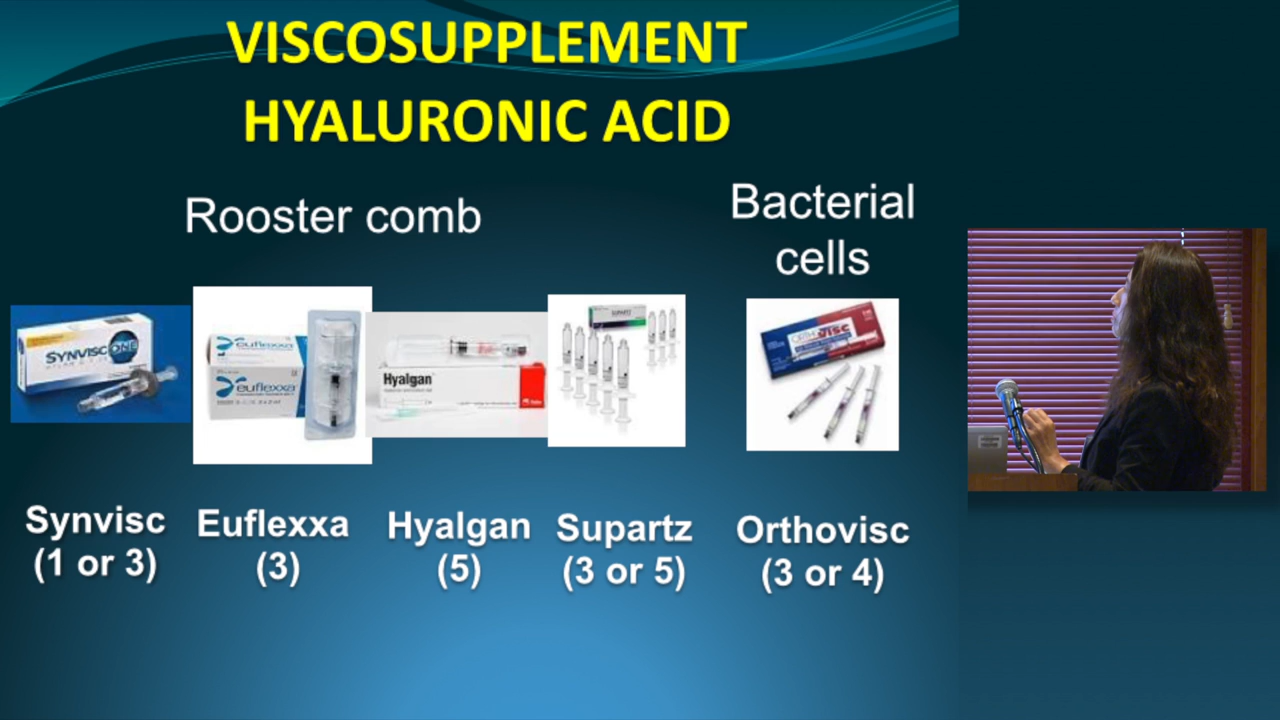 VISCOSUPPLEMENT
HYALURONIC ACID
Rooster comb
Bacterial
cells
SYNVISC ONE
euflexxa
euflexxa
Hyalgan
SUPARTZ
ORTHOVISC
Synvisc
(1 or 3)
Euflexxa
(3)
Hyalgan
(5)
Supartz
(3 or 5)
Orthovisc
(3 or 4)